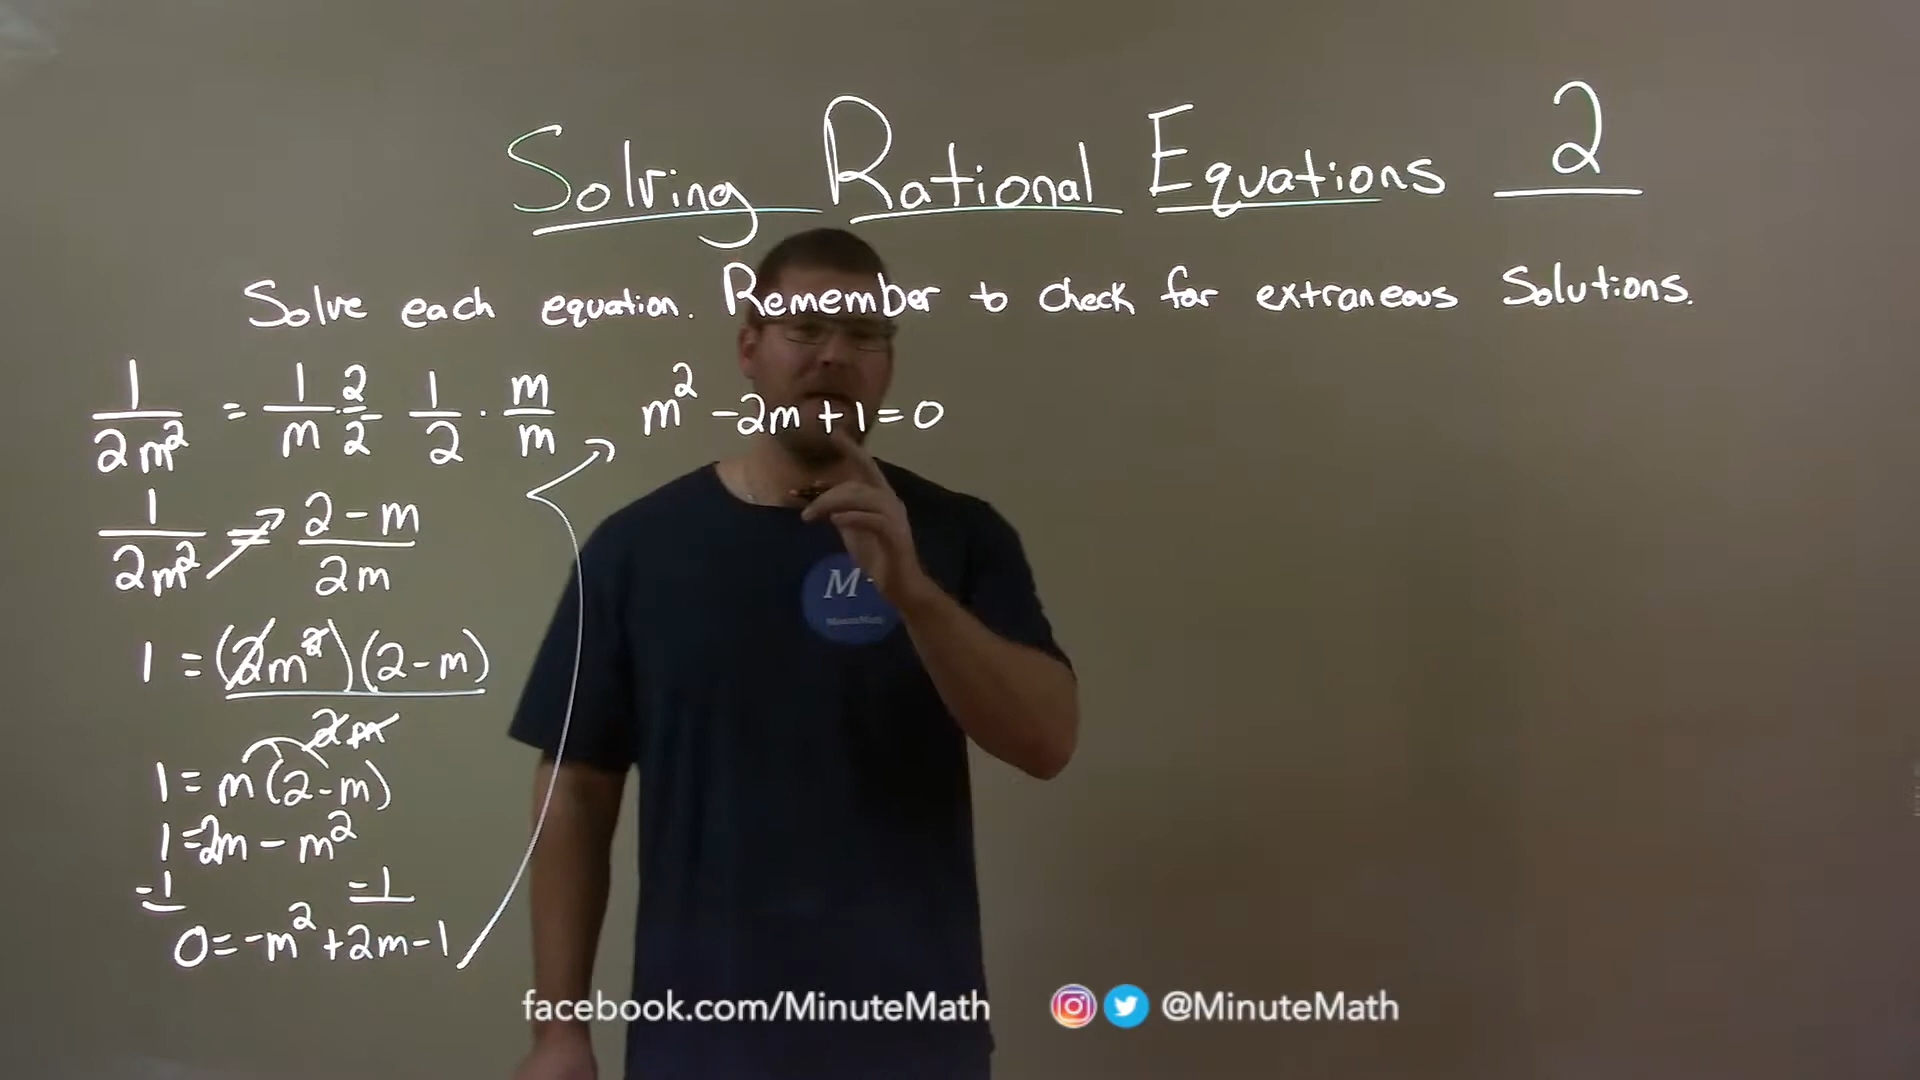 Solving Rational Equations 2
Solve each equation. Remember to check for extraneous Solutions.
1/2m² = 1/m · 2/2 1/2 · m/m
1/2m² = 2-m/2m
1 = (2m²)(2-m)/2m
1 = m(2-m)
1 = 2m - m²
-1 -1
0 = -m² + 2m - 1
m² - 2m + 1 = 0
M
MinuteMath
facebook.com/MinuteMath @MinuteMath